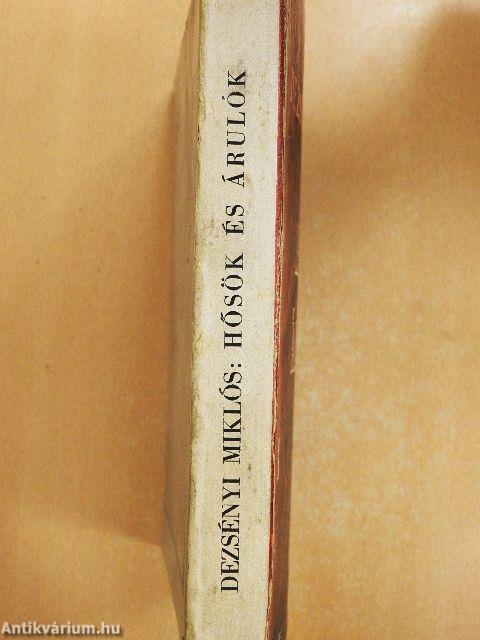 DEZSÉNYI MIKLÓS: HŐSÖK ÉS ÁRULÓK
Antikvárium.hu